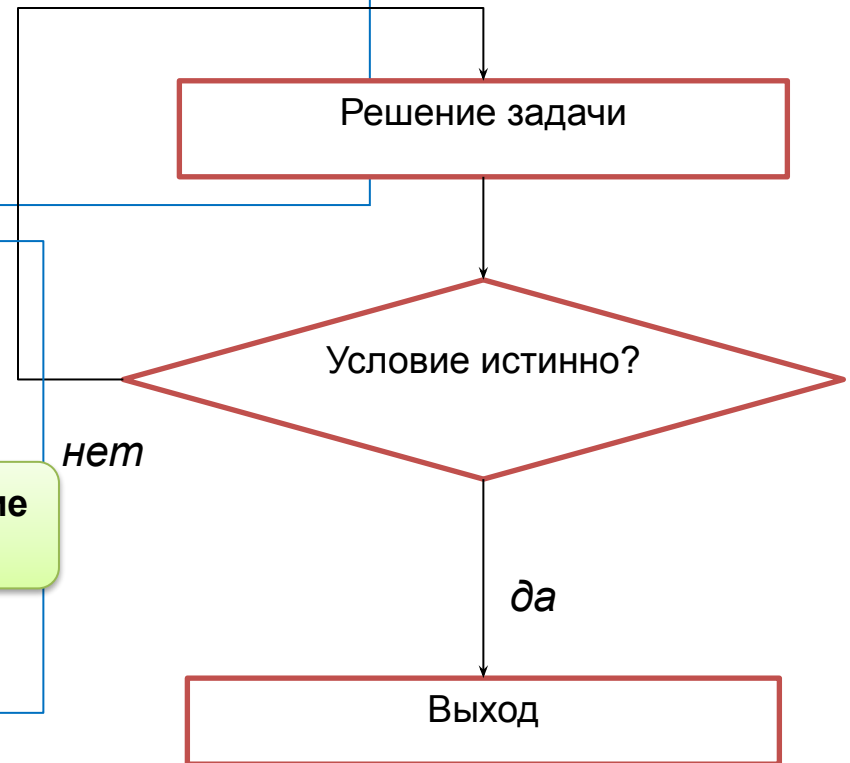 Решение задачи
Условие истинно?
нет
да
Выход